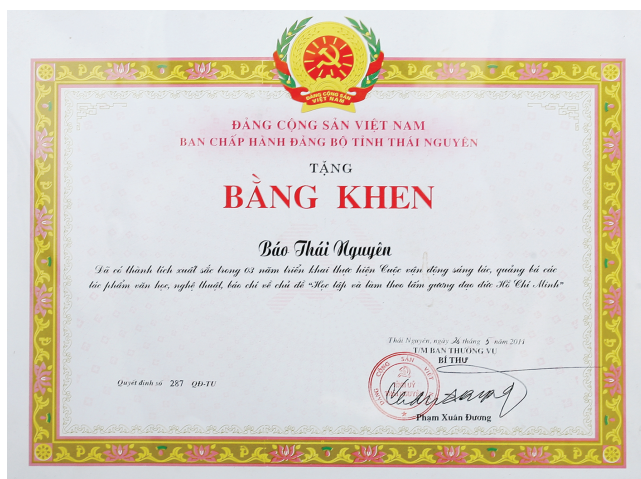 ĐẢNG CỘNG SẢN VIỆT NAM
ĐẢNG CỘNG SẢN VIỆT NAM
BAN CHẤP HÀNH ĐẢNG BỘ TỈNH THÁI NGUYÊN
TẶNG
BẰNG KHEN
Báo Thái Nguyên
Đã có thành tích xuất sắc trong 03 năm triển khai thực hiện Cuộc vận động sáng tác, quảng bá các
tác phẩm văn học, nghệ thuật, báo chí về chủ đề "Học tập và làm theo tấm gương đạo đức Hồ Chí Minh"
Thái Nguyên, ngày tháng 5 năm 2011
T/M BAN THƯỜNG VỤ
BÍ THƯ
Quyết định số 287 QĐ-TU
ĐẢNG CỘNG SẢN VIỆT
Phạm Xuân Đương